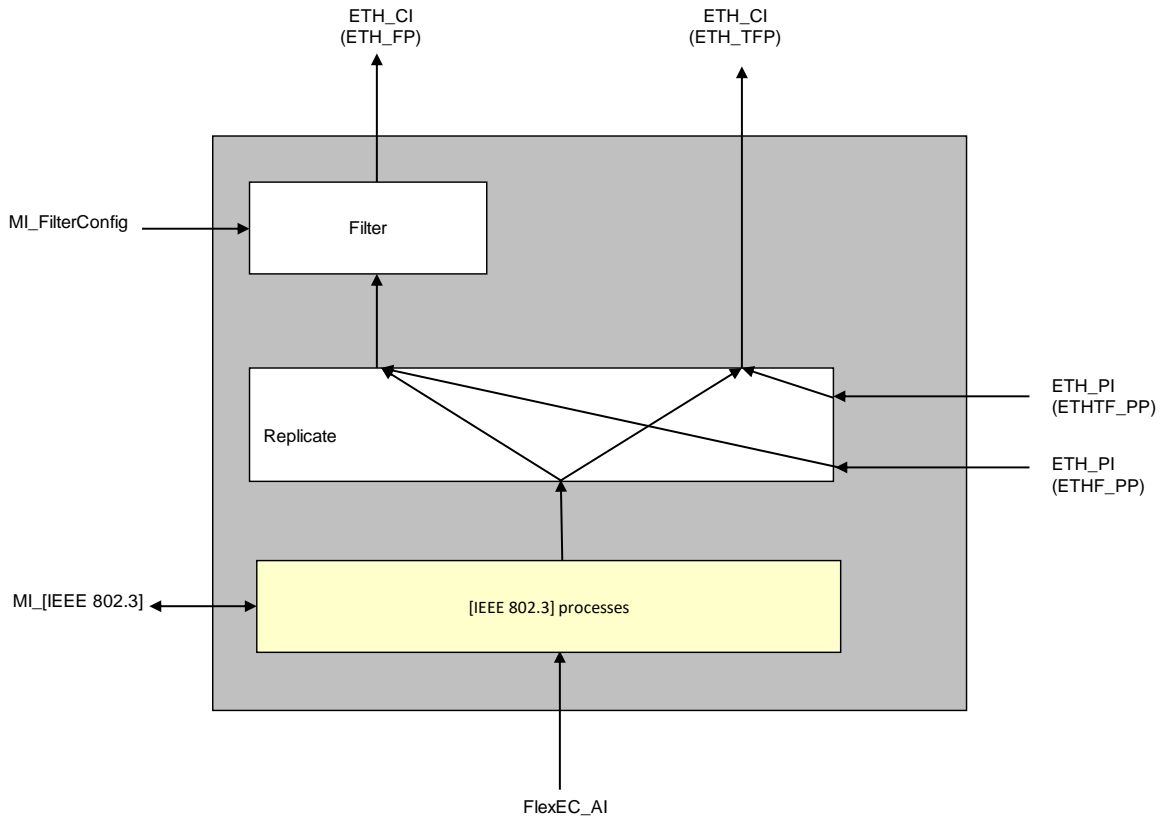 ETH_CI
(ETH_FP)
ETH_CI
(ETH_TFP)
MI_FilterConfig
Filter
ETH_PI
(ETHTF_PP)
Replicate
ETH_PI
(ETHF_PP)
MI_[IEEE 802.3]
[IEEE 802.3] processes
FlexEC_AI